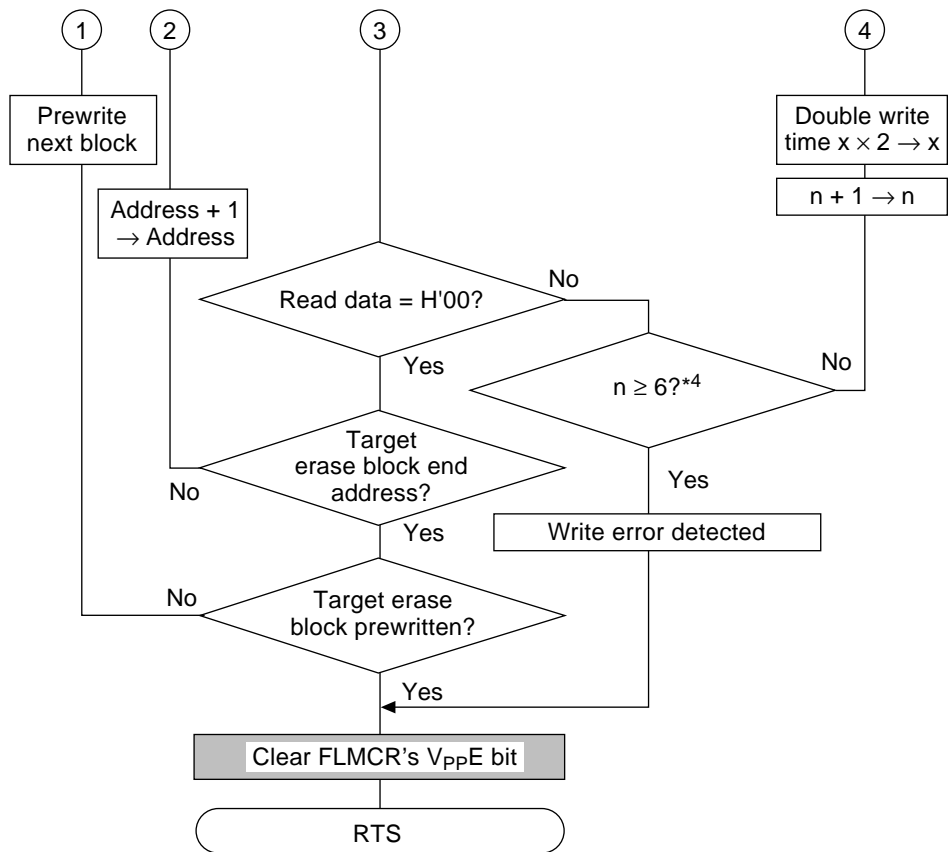 1
2
3
4
Prewrite
next block
Double write
time x × 2 → x
n + 1 → n
Address + 1
→ Address
Read data = H'00?
No
Yes
n ≥ 6?*4
No
Target
erase block end
address?
No
Yes
Yes
Write error detected
Target erase
block prewritten?
No
Yes
Clear FLMCR's VPPE bit
RTS